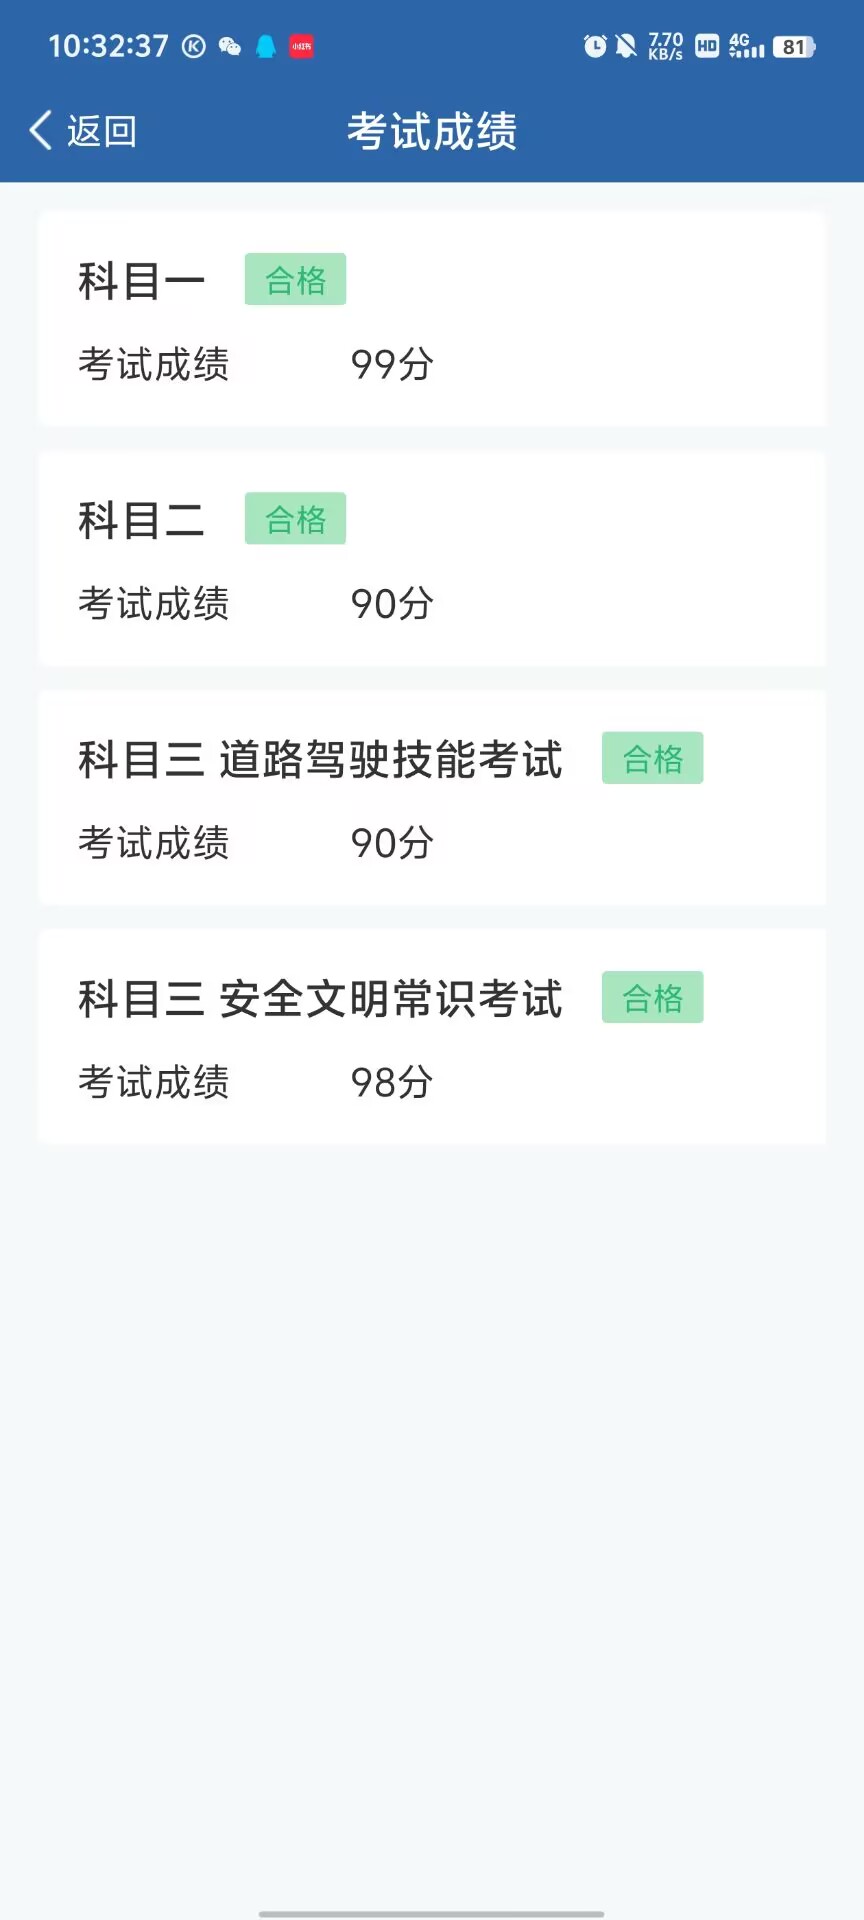 10:32:37 K 小红书 7.70 KB/s HD 4G 81
返回 考试成绩
科目一 合格
考试成绩 99分
科目二 合格
考试成绩 90分
科目三 道路驾驶技能考试 合格
考试成绩 90分
科目三 安全文明常识考试 合格
考试成绩 98分